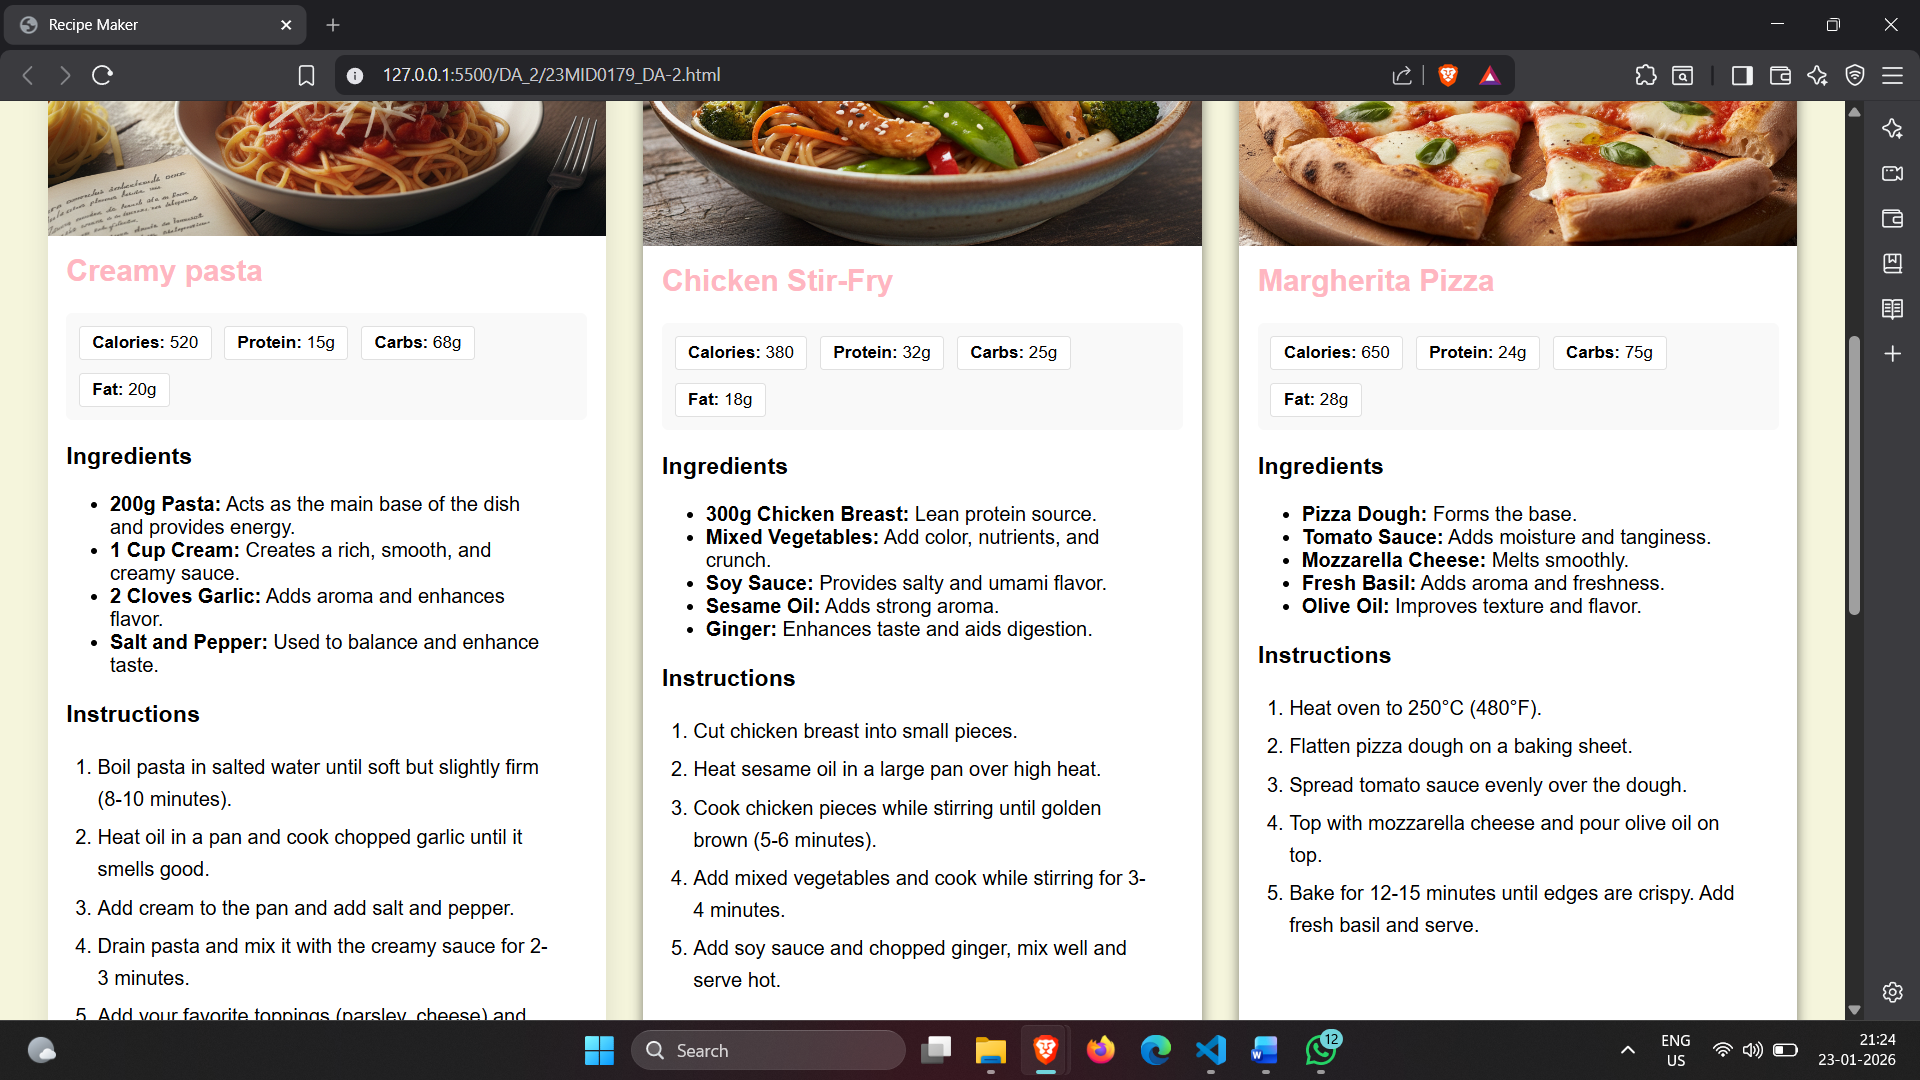 Recipe Maker
127.0.0.1:5500/DA_2/23MID0179_DA-2.html
Creamy pasta
Calories: 520
Protein: 15g
Carbs: 68g
Fat: 20g
Ingredients
• 200g Pasta: Acts as the main base of the dish
and provides energy.
• 1 Cup Cream: Creates a rich, smooth, and
creamy sauce.
• 2 Cloves Garlic: Adds aroma and enhances
flavor.
• Salt and Pepper: Used to balance and enhance
taste.
Instructions
1. Boil pasta in salted water until soft but slightly firm
(8-10 minutes).
2. Heat oil in a pan and cook chopped garlic until it
smells good.
3. Add cream to the pan and add salt and pepper.
4. Drain pasta and mix it with the creamy sauce for 2-
3 minutes.
5. Add your favorite toppings (parsley, cheese) and
Chicken Stir-Fry
Calories: 380
Protein: 32g
Carbs: 25g
Fat: 18g
Ingredients
• 300g Chicken Breast: Lean protein source.
• Mixed Vegetables: Add color, nutrients, and
crunch.
• Soy Sauce: Provides salty and umami flavor.
• Sesame Oil: Adds strong aroma.
• Ginger: Enhances taste and aids digestion.
Instructions
1. Cut chicken breast into small pieces.
2. Heat sesame oil in a large pan over high heat.
3. Cook chicken pieces while stirring until golden
brown (5-6 minutes).
4. Add mixed vegetables and cook while stirring for 3-
4 minutes.
5. Add soy sauce and chopped ginger, mix well and
serve hot.
Margherita Pizza
Calories: 650
Protein: 24g
Carbs: 75g
Fat: 28g
Ingredients
• Pizza Dough: Forms the base.
• Tomato Sauce: Adds moisture and tanginess.
• Mozzarella Cheese: Melts smoothly.
• Fresh Basil: Adds aroma and freshness.
• Olive Oil: Improves texture and flavor.
Instructions
1. Heat oven to 250°C (480°F).
2. Flatten pizza dough on a baking sheet.
3. Spread tomato sauce evenly over the dough.
4. Top with mozzarella cheese and pour olive oil on
top.
5. Bake for 12-15 minutes until edges are crispy. Add
fresh basil and serve.
Search
W
12
ENG
US
21:24
23-01-2026